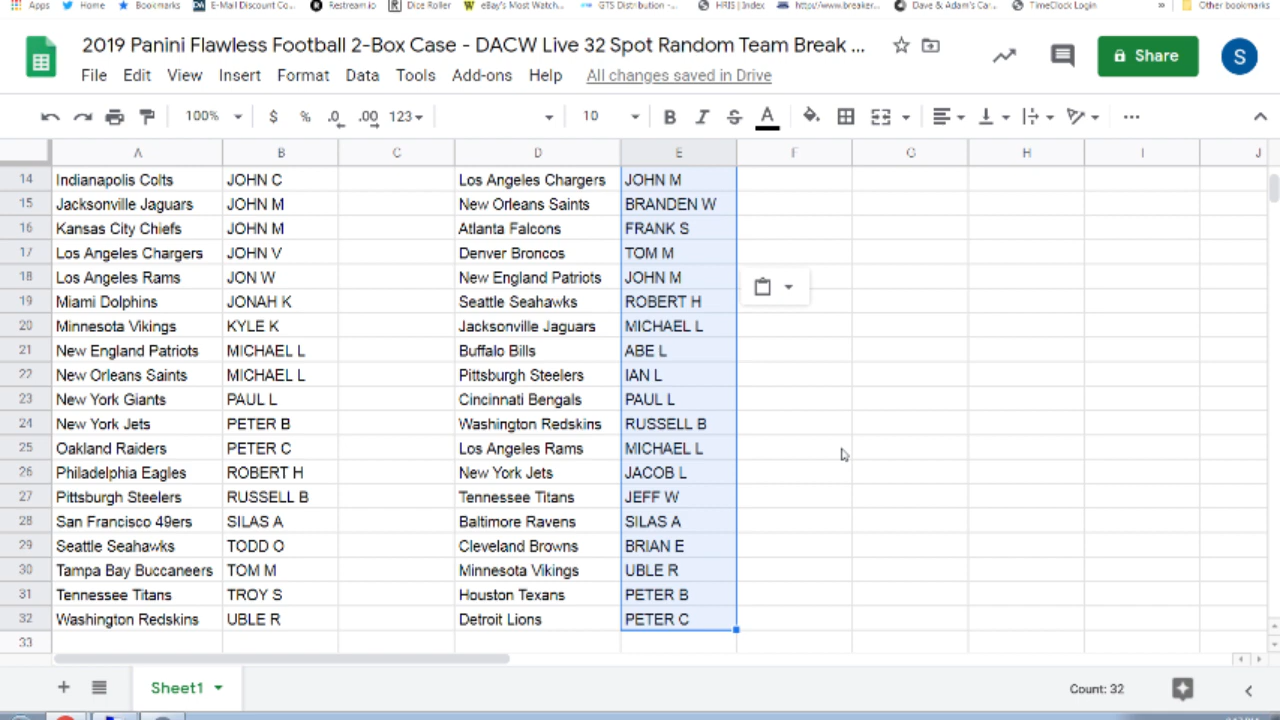 Apps Twitter Home Bookmarks DA E-Mail Discount Co... Restream.io R Dice Roller W eBay's Most Watch... GTS Distribution -... HRIS | Index http://www.breaker... Dave & Adam's Car... TimeClock Login » Other bookmarks
2019 Panini Flawless Football 2-Box Case - DACW Live 32 Spot Random Team Break ...
Share
S
File Edit View Insert Format Data Tools Add-ons Help All changes saved in Drive
100% $ % .0 .00 123 10 B I S A ...
A B C D E F G H I J
14 Indianapolis Colts JOHN C Los Angeles Chargers JOHN M
15 Jacksonville Jaguars JOHN W New Orleans Saints BRANDEN W
16 Kansas City Chiefs JOHN M Atlanta Falcons FRANK S
17 Los Angeles Chargers JOHN V Denver Broncos TOM M
18 Los Angeles Rams JON W New England Patriots JOHN M
19 Miami Dolphins JONAH K Seattle Seahawks ROBERT H
20 Minnesota Vikings KYLE K Jacksonville Jaguars MICHAEL L
21 New England Patriots MICHAEL L Buffalo Bills ABE L
22 New Orleans Saints MICHAEL L Pittsburgh Steelers IAN L
23 New York Giants PAUL L Cincinnati Bengals PAUL L
24 New York Jets PETER B Washington Redskins RUSSELL B
25 Oakland Raiders PETER C Los Angeles Rams MICHAEL L
26 Philadelphia Eagles ROBERT H New York Jets JACOB L
27 Pittsburgh Steelers RUSSELL B Tennessee Titans JEFF W
28 San Francisco 49ers SILAS A Baltimore Ravens SILAS A
29 Seattle Seahawks TODD O Cleveland Browns BRIAN E
30 Tampa Bay Buccaneers TOM M Minnesota Vikings UBLE R
31 Tennessee Titans TROY S Houston Texans PETER B
32 Washington Redskins UBLE R Detroit Lions PETER C
33
Sheet1 Count: 32